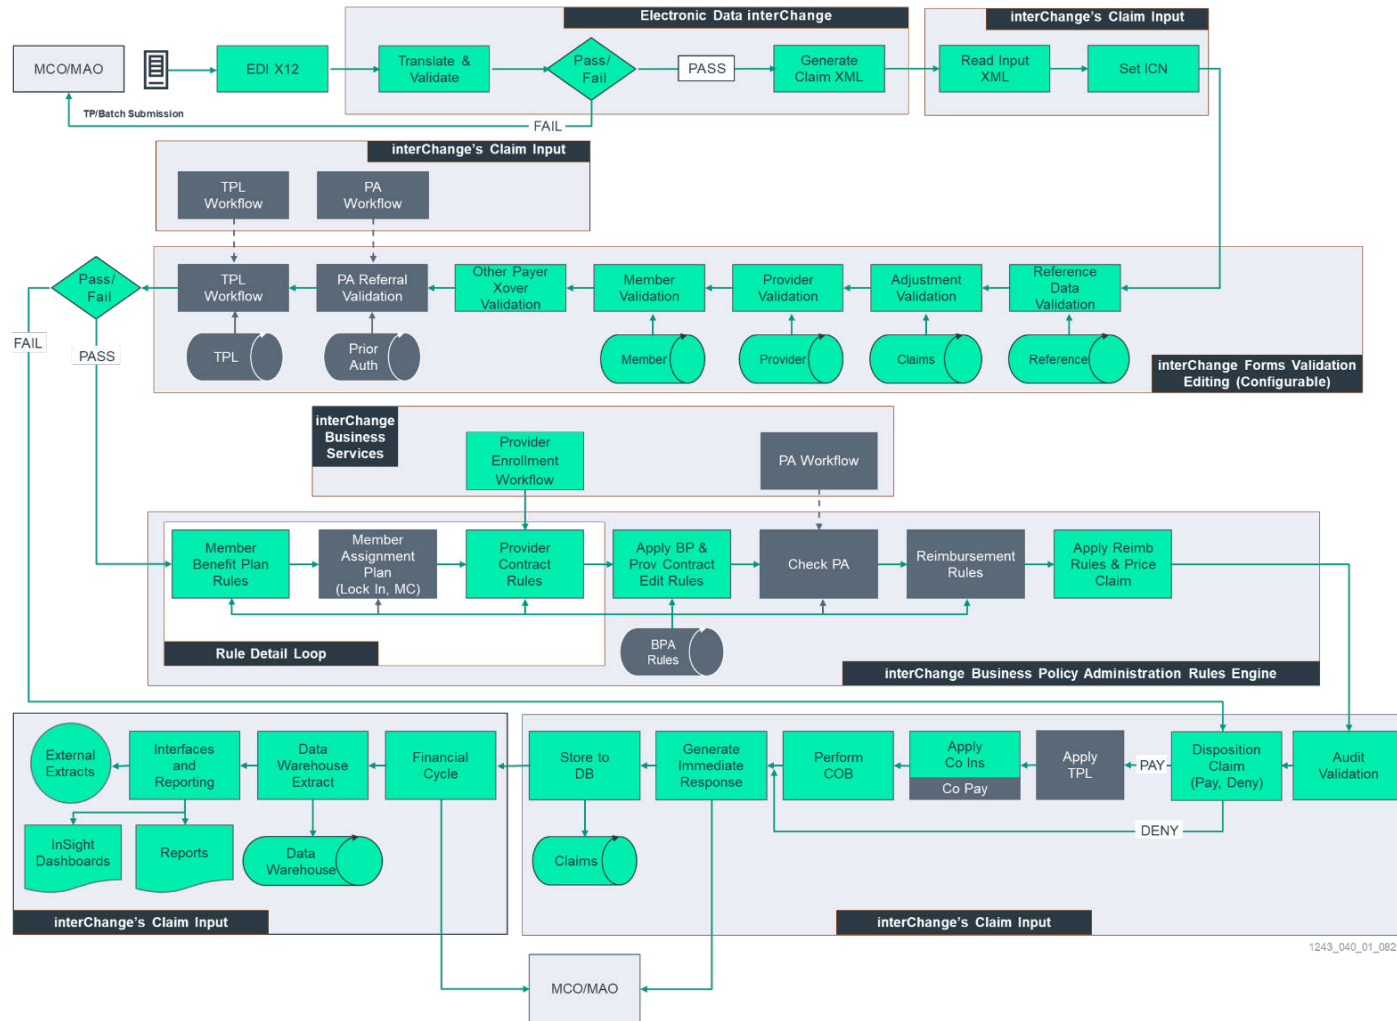 Electronic Data interChange
interChange's Claim Input
MCO/MAO
EDI X12
Translate &
Validate
Pass/
Fail
PASS
Generate
Claim XML
Read Input
XML
Set ICN
TP/Batch Submission
FAIL
interChange's Claim Input
TPL
Workflow
PA
Workflow
Pass/
Fail
TPL
Workflow
PA Referral
Validation
Other Payer
Xover
Validation
Member
Validation
Provider
Validation
Adjustment
Validation
Reference
Data
Validation
FAIL
PASS
TPL
Prior
Auth
Member
Provider
Claims
Reference
interChange Forms Validation
Editing (Configurable)
interChange
Business
Services
Provider
Enrollment
Workflow
PA Workflow
Member
Benefit Plan
Rules
Member
Assignment
Plan
(Lock In, MC)
Provider
Contract
Rules
Apply BP &
Prov Contract
Edit Rules
Check PA
Reimbursement
Rules
Apply Reimb
Rules & Price
Claim
Rule Detail Loop
BPA
Rules
interChange Business Policy Administration Rules Engine
External
Extracts
Interfaces
and
Reporting
Data
Warehouse
Extract
Financial
Cycle
Store to
DB
Generate
Immediate
Response
Perform
COB
Apply
Co Ins
Co Pay
Apply
TPL
PAY
Disposition
Claim
(Pay, Deny)
Audit
Validation
DENY
InSight
Dashboards
Reports
Data
Warehouse
Claims
interChange's Claim Input
interChange's Claim Input
1243_040_01_082
MCO/MAO